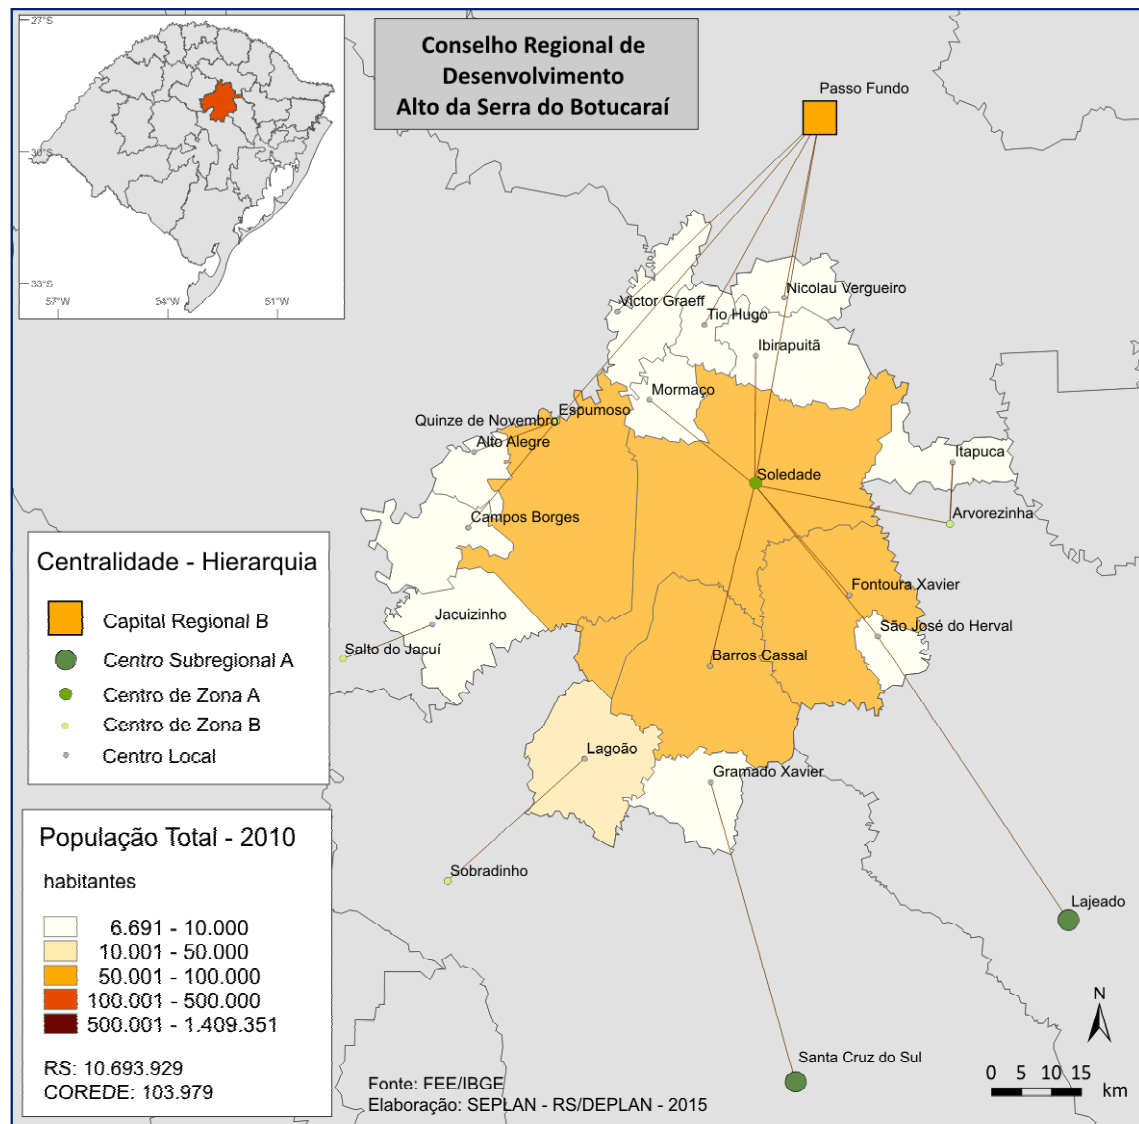 27°S
30°S
33°S
57°W
54°W
51°W
Conselho Regional de
Desenvolvimento
Alto da Serra do Botucaraí
Passo Fundo
Nicolau Vergueiro
Victor Graeff
Tio Hugo
Ibirapuitã
Mormaço
Espumoso
Quinze de Novembro
Alto Alegre
Itapuca
Soledade
Campos Borges
Arvorezinha
Fontoura Xavier
Jacuizinho
São José do Herval
Salto do Jacuí
Barros Cassal
Lagoão
Gramado Xavier
Sobradinho
Lajeado
Santa Cruz do Sul
Centralidade - Hierarquia
Capital Regional B
Centro Subregional A
Centro de Zona A
Centro de Zona B
Centro Local
População Total - 2010
habitantes
6.691 - 10.000
10.001 - 50.000
50.001 - 100.000
100.001 - 500.000
500.001 - 1.409.351
RS: 10.693.929
COREDE: 103.979
Fonte: FEE/IBGE
Elaboração: SEPLAN - RS/DEPLAN - 2015
N
0 5 10 15
km